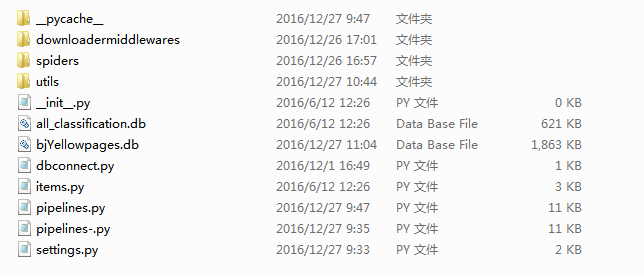 __pycache__ 2016/12/27 9:47 文件夹
downloadermiddlewares 2016/12/26 17:01 文件夹
spiders 2016/12/26 16:57 文件夹
utils 2016/12/27 10:44 文件夹
__init__.py 2016/6/12 12:26 PY 文件 0 KB
all_classification.db 2016/6/12 12:26 Data Base File 621 KB
bjYellowpages.db 2016/12/27 11:04 Data Base File 1,863 KB
dbconnect.py 2016/12/1 16:49 PY 文件 1 KB
items.py 2016/6/12 12:26 PY 文件 3 KB
pipelines.py 2016/12/27 9:47 PY 文件 11 KB
pipelines-.py 2016/12/27 9:35 PY 文件 11 KB
settings.py 2016/12/27 9:33 PY 文件 2 KB